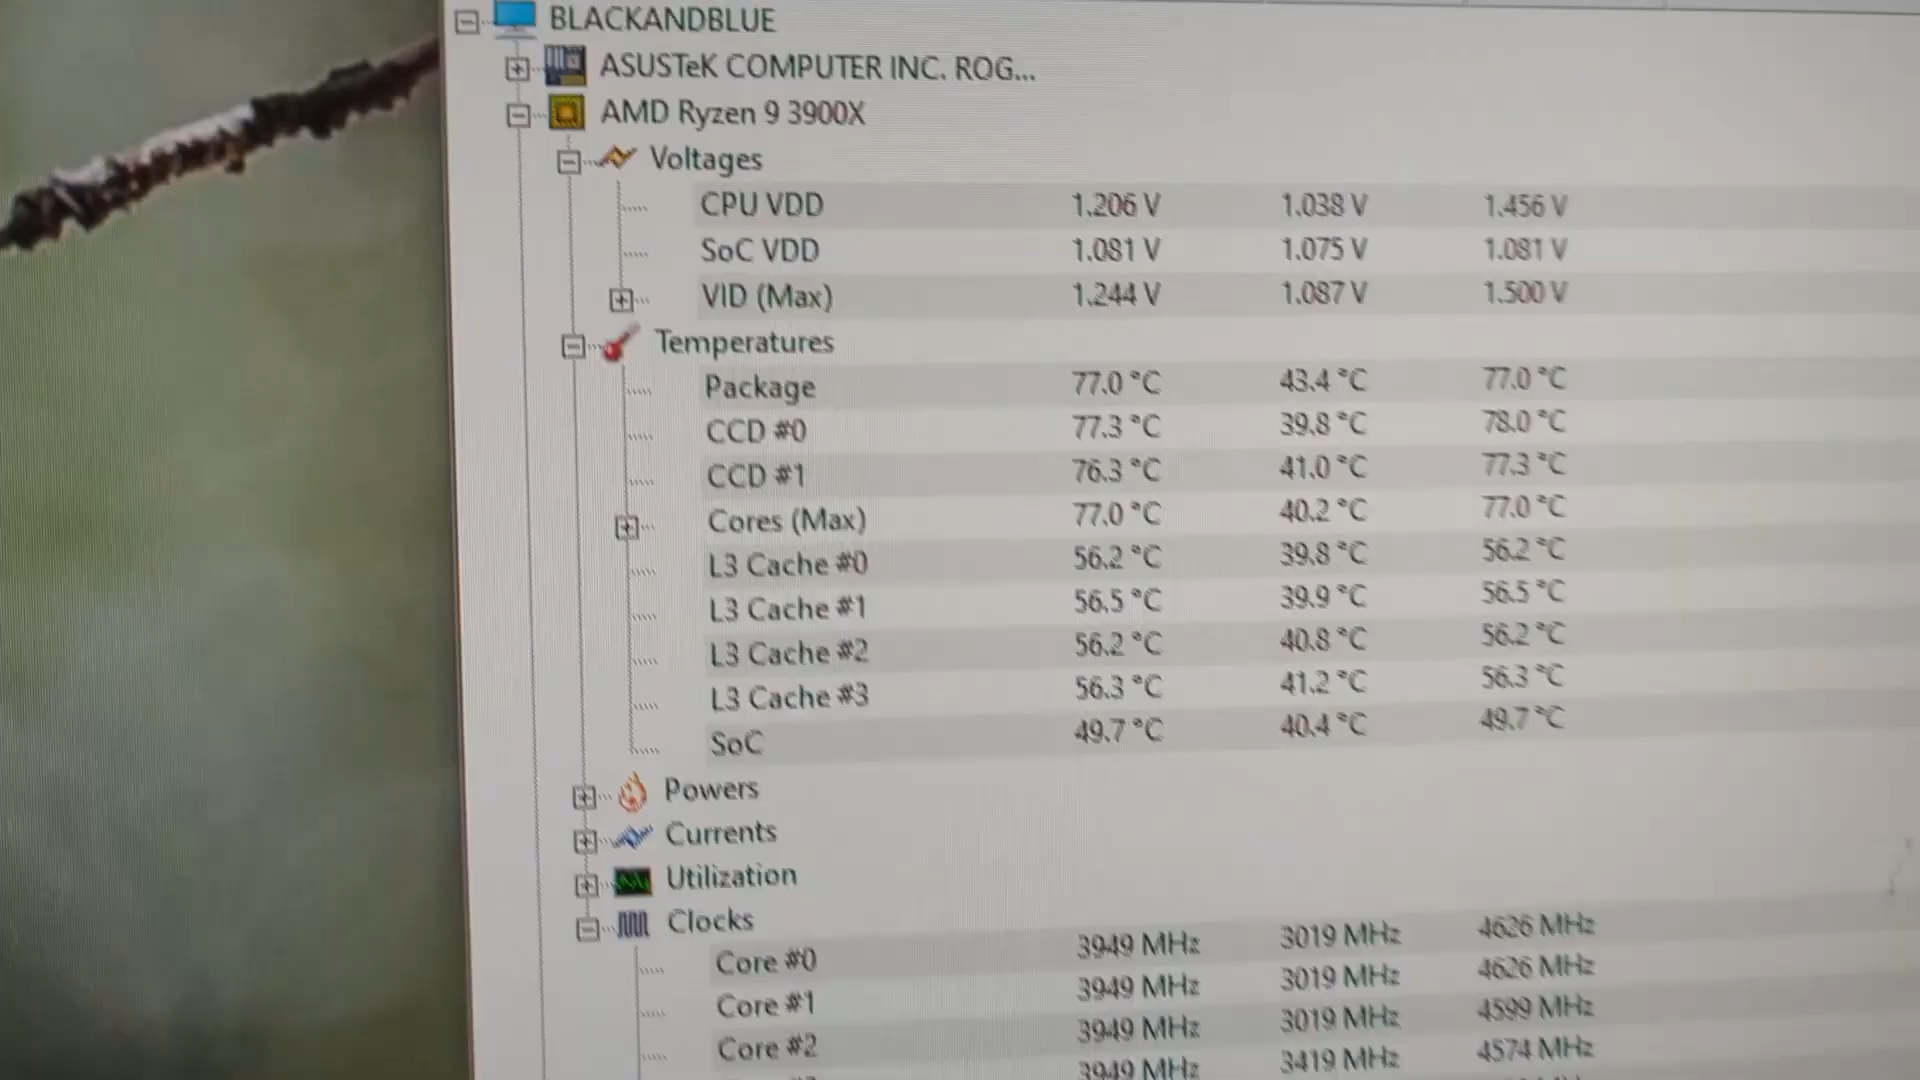 BLACKANDBLUE
ASUSTeK COMPUTER INC. ROG...
AMD Ryzen 9 3900X
Voltages
CPU VDD 1.206 V 1.038 V 1.456 V
SoC VDD 1.081 V 1.075 V 1.081 V
VID (Max) 1.244 V 1.087 V 1.500 V
Temperatures
Package 77.0 °C 43.4 °C 77.0 °C
CCD #0 77.3 °C 39.8 °C 78.0 °C
CCD #1 76.3 °C 41.0 °C 77.3 °C
Cores (Max) 77.0 °C 40.2 °C 77.0 °C
L3 Cache #0 56.2 °C 39.8 °C 56.2 °C
L3 Cache #1 56.5 °C 39.9 °C 56.5 °C
L3 Cache #2 56.2 °C 40.8 °C 56.2 °C
L3 Cache #3 56.3 °C 41.2 °C 56.3 °C
SoC 49.7 °C 40.4 °C 49.7 °C
Powers
Currents
Utilization
Clocks
Core #0 3949 MHz 3019 MHz 4626 MHz
Core #1 3949 MHz 3019 MHz 4626 MHz
Core #2 3949 MHz 3019 MHz 4599 MHz
3949 MHz 3419 MHz 4574 MHz